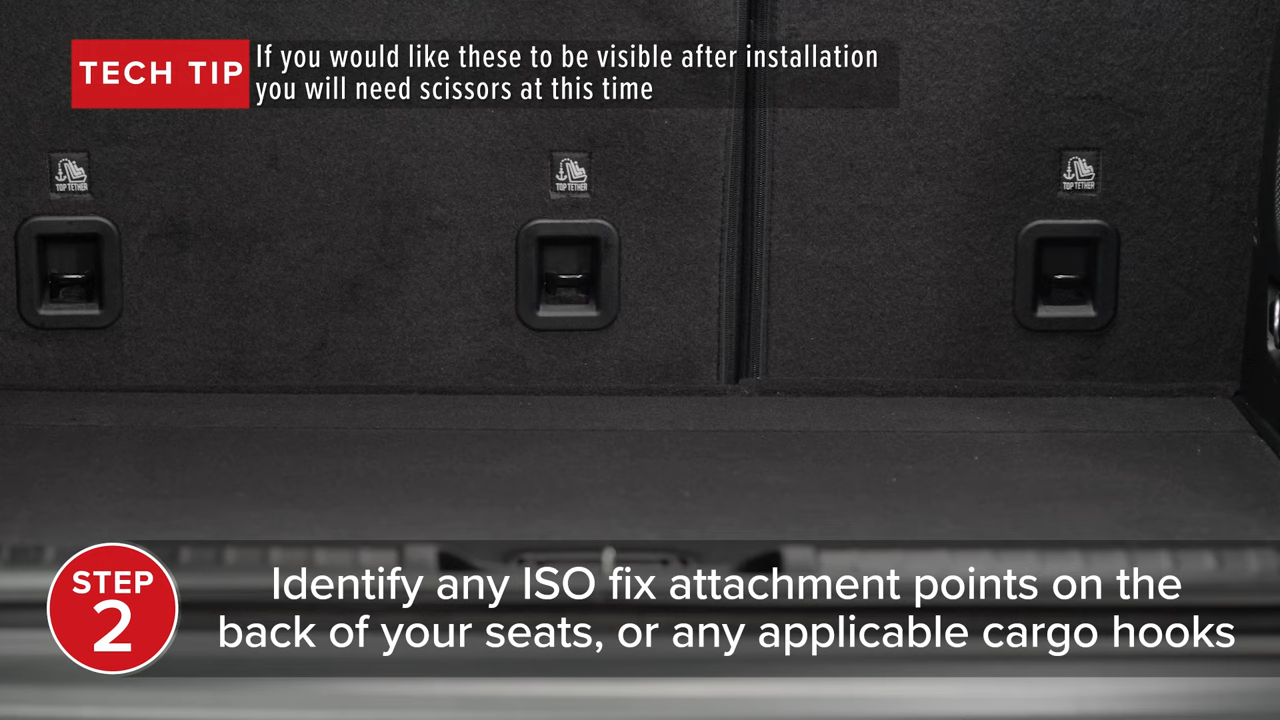 TECH TIP
If you would like these to be visible after installation
you will need scissors at this time
TOP TETHER
TOP TETHER
TOP TETHER
STEP
2
Identify any ISO fix attachment points on the
back of your seats, or any applicable cargo hooks